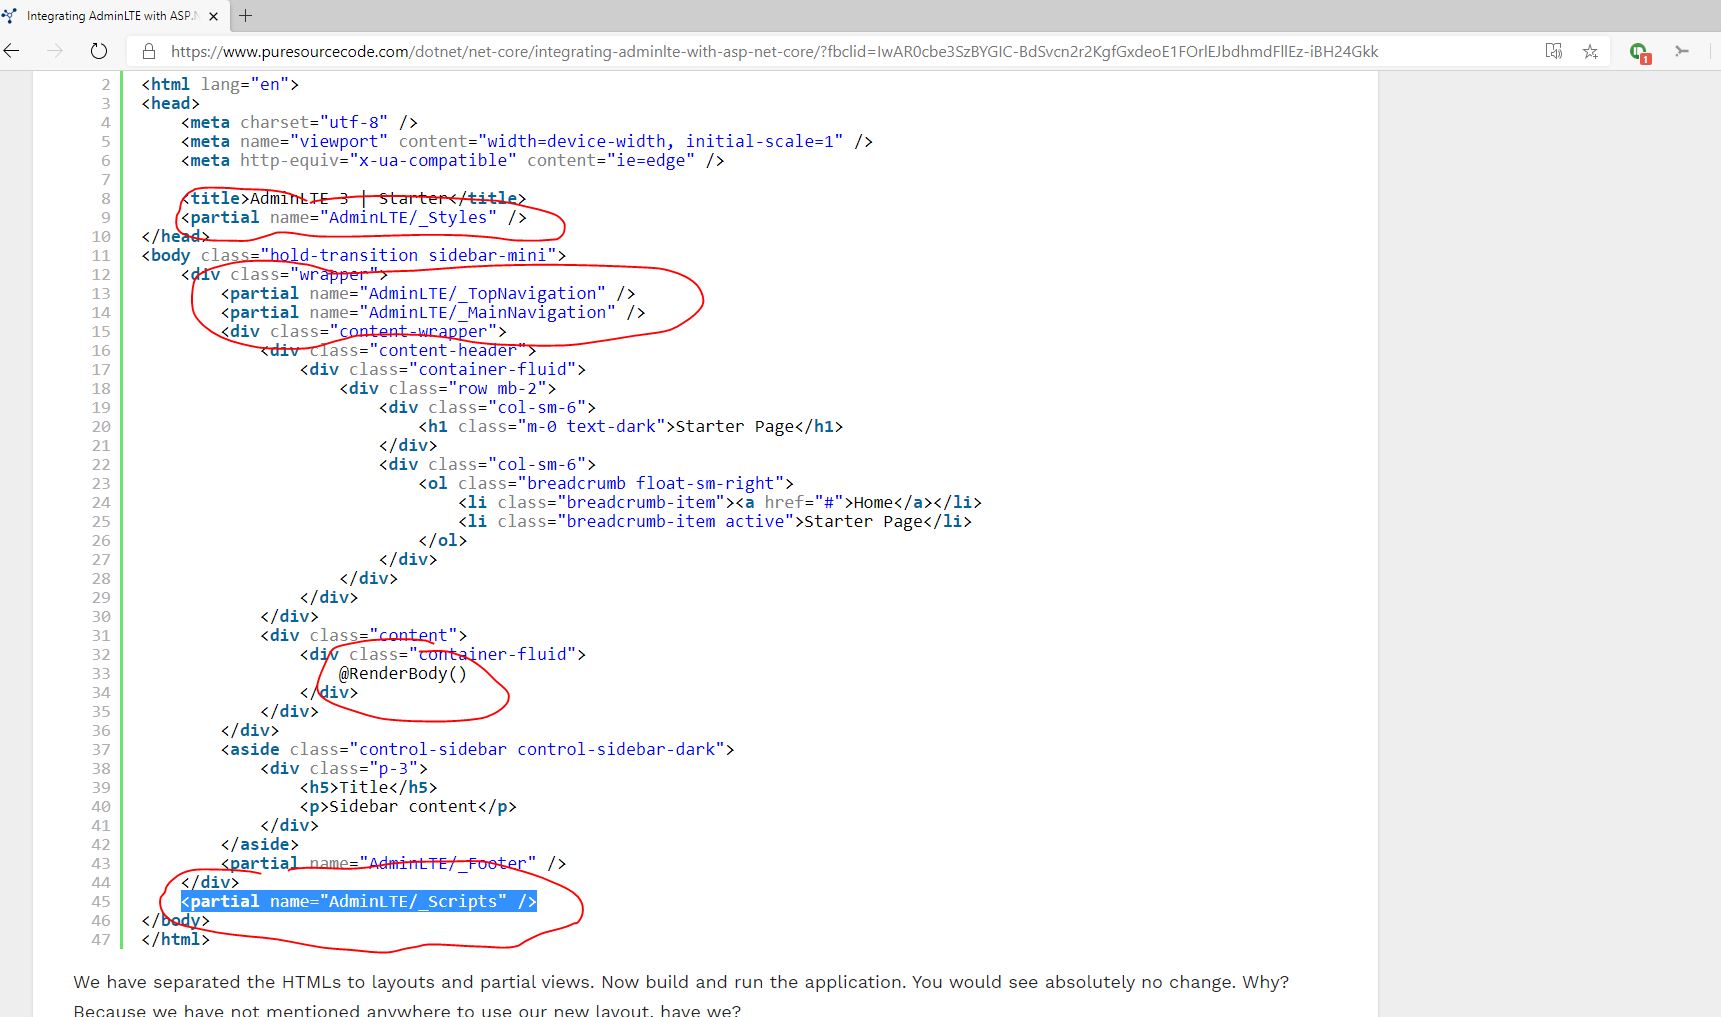 Integrating AdminLTE with ASP.N
https://www.puresourcecode.com/dotnet/net-core/integrating-adminlte-with-asp-net-core/?fbclid=IwAR0cbe3SzBYGIC-BdSvcn2r2KgfGxdeoE1FOrlEJbdhmdFllEz-iBH24Gkk
1
2 <html lang="en">
3 <head>
4 <meta charset="utf-8" />
5 <meta name="viewport" content="width=device-width, initial-scale=1" />
6 <meta http-equiv="x-ua-compatible" content="ie=edge" />
7
8 <title>AdminLTE 3 | Starter</title>
9 <partial name="AdminLTE/_Styles" />
10 </head>
11 <body class="hold-transition sidebar-mini">
12 <div class="wrapper">
13 <partial name="AdminLTE/_TopNavigation" />
14 <partial name="AdminLTE/_MainNavigation" />
15 <div class="content-wrapper">
16 <div class="content-header">
17 <div class="container-fluid">
18 <div class="row mb-2">
19 <div class="col-sm-6">
20 <h1 class="m-0 text-dark">Starter Page</h1>
21 </div>
22 <div class="col-sm-6">
23 <ol class="breadcrumb float-sm-right">
24 <li class="breadcrumb-item"><a href="#">Home</a></li>
25 <li class="breadcrumb-item active">Starter Page</li>
26 </ol>
27 </div>
28 </div>
29 </div>
30 </div>
31 <div class="content">
32 <div class="container-fluid">
33 @RenderBody()
34 </div>
35 </div>
36 </div>
37 <aside class="control-sidebar control-sidebar-dark">
38 <div class="p-3">
39 <h5>Title</h5>
40 <p>Sidebar content</p>
41 </div>
42 </aside>
43 <partial name="AdminLTE/_Footer" />
44 </div>
45 <partial name="AdminLTE/_Scripts" />
46 </body>
47 </html>
We have separated the HTMLs to layouts and partial views. Now build and run the application. You would see absolutely no change. Why?
Because we have not mentioned anywhere to use our new layout, have we?